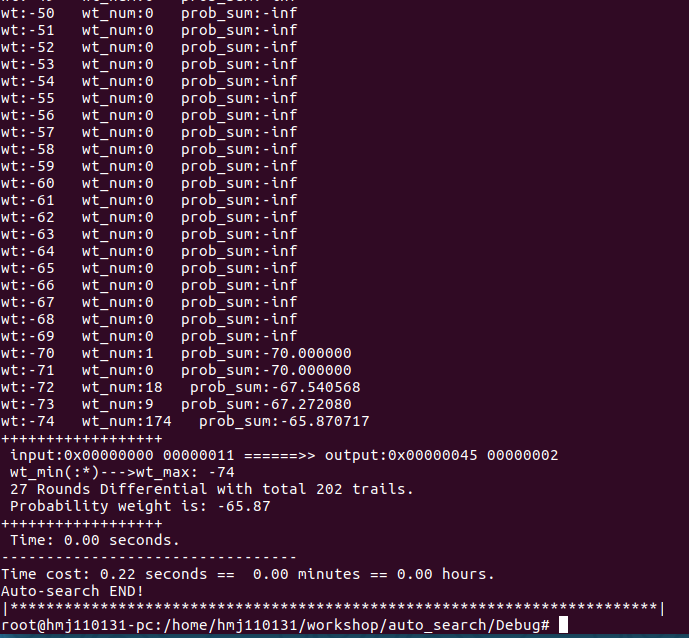 wt:-50   wt_num:0   prob_sum:-inf
wt:-51   wt_num:0   prob_sum:-inf
wt:-52   wt_num:0   prob_sum:-inf
wt:-53   wt_num:0   prob_sum:-inf
wt:-54   wt_num:0   prob_sum:-inf
wt:-55   wt_num:0   prob_sum:-inf
wt:-56   wt_num:0   prob_sum:-inf
wt:-57   wt_num:0   prob_sum:-inf
wt:-58   wt_num:0   prob_sum:-inf
wt:-59   wt_num:0   prob_sum:-inf
wt:-60   wt_num:0   prob_sum:-inf
wt:-61   wt_num:0   prob_sum:-inf
wt:-62   wt_num:0   prob_sum:-inf
wt:-63   wt_num:0   prob_sum:-inf
wt:-64   wt_num:0   prob_sum:-inf
wt:-65   wt_num:0   prob_sum:-inf
wt:-66   wt_num:0   prob_sum:-inf
wt:-67   wt_num:0   prob_sum:-inf
wt:-68   wt_num:0   prob_sum:-inf
wt:-69   wt_num:0   prob_sum:-inf
wt:-70   wt_num:1   prob_sum:-70.000000
wt:-71   wt_num:0   prob_sum:-70.000000
wt:-72   wt_num:18   prob_sum:-67.540568
wt:-73   wt_num:9   prob_sum:-67.272080
wt:-74   wt_num:174   prob_sum:-65.870717
++++++++++++++++++
 input:0x00000000 00000011 ======>> output:0x00000045 00000002
 wt_min(:*)--->wt_max: -74
 27 Rounds Differential with total 202 trails.
 Probability weight is: -65.87
++++++++++++++++++
 Time: 0.00 seconds.
---------------------------------
Time cost: 0.22 seconds ==  0.00 minutes == 0.00 hours.
Auto-search END!
|************************************************************************|
root@hmj110131-pc:/home/hmj110131/workshop/auto_search/Debug#